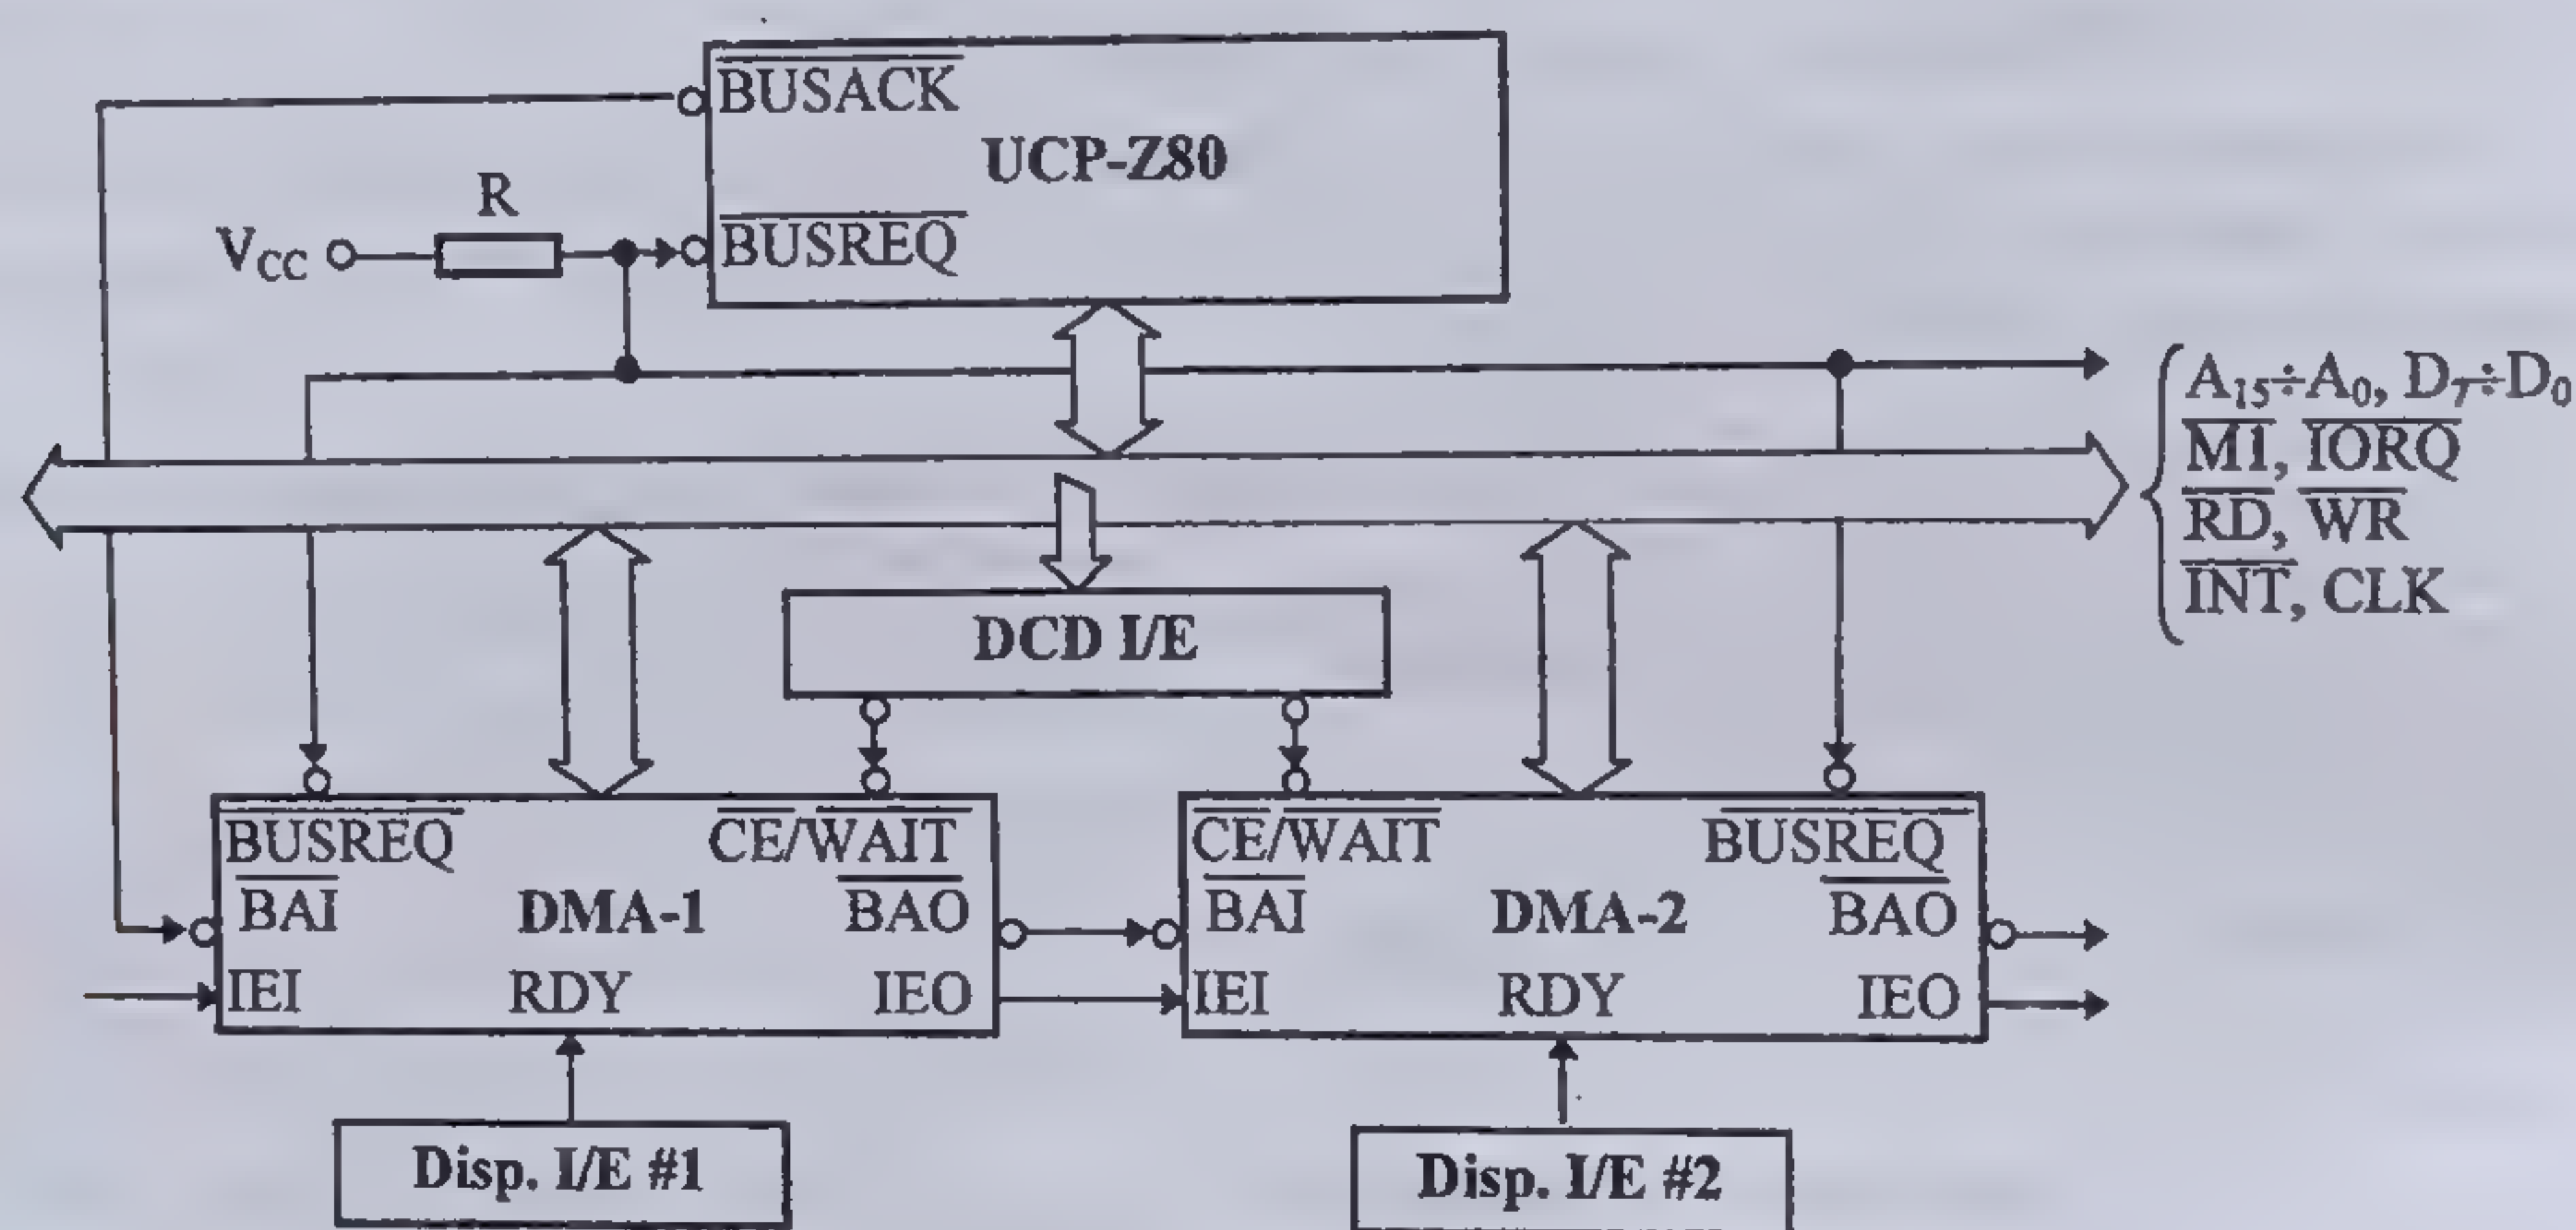 BUSACK
UCP-Z80
R
VCC
BUSREQ
A15÷A0, D7÷D0
M1, IORQ
RD, WR
INT, CLK
DCD I/E
BUSREQ CE/WAIT
BAI DMA-1 BAO
IEI RDY IEO
CE/WAIT BUSREQ
BAI DMA-2 BAO
IEI RDY IEO
Disp. I/E #1
Disp. I/E #2